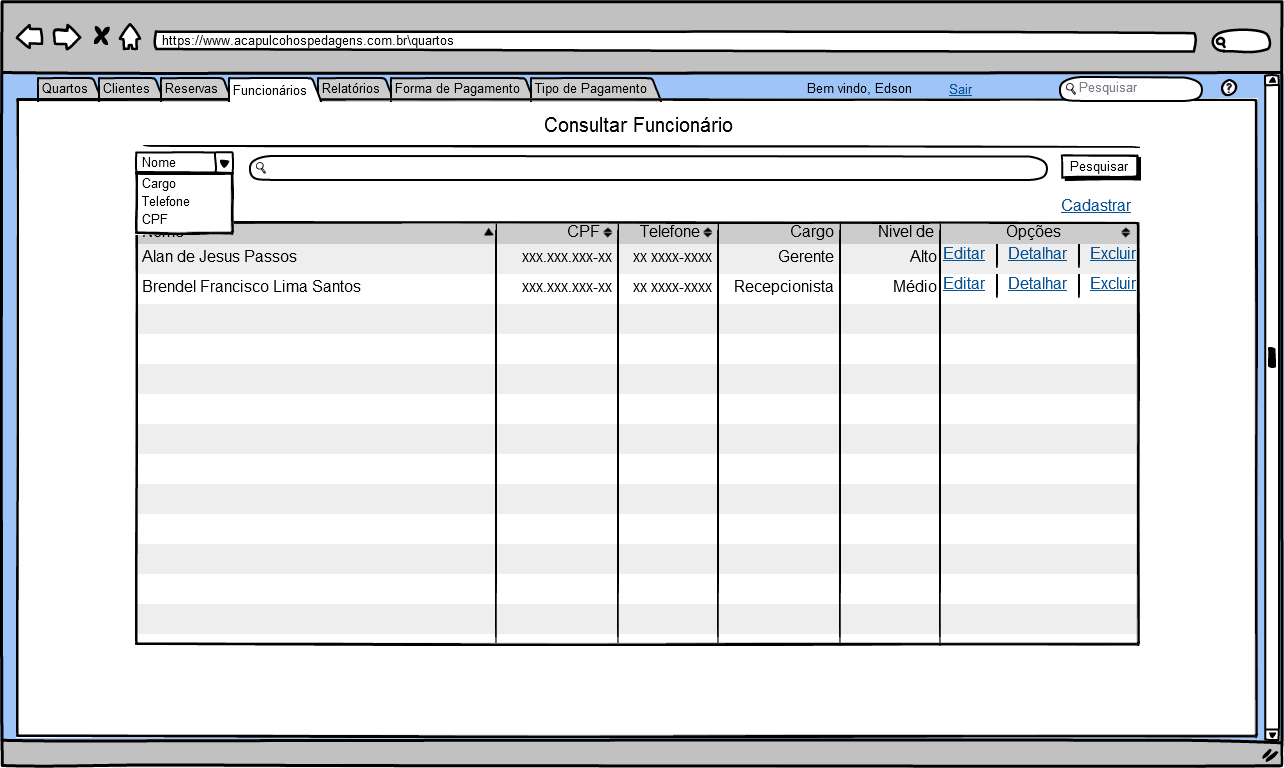 https://www.acapulcohospedagens.com.br\quartos
Quartos Clientes Reservas Funcionários Relatórios Forma de Pagamento Tipo de Pagamento Bem vindo, Edson Sair Pesquisar ?
Consultar Funcionário
Nome Pesquisar
Cargo
Telefone
CPF
Cadastrar
Nome CPF Telefone Cargo Nivel de Opções
Alan de Jesus Passos xxx.xxx.xxx-xx xx xxxx-xxxx Gerente Alto Editar Detalhar Excluir
Brendel Francisco Lima Santos xxx.xxx.xxx-xx xx xxxx-xxxx Recepcionista Médio Editar Detalhar Excluir